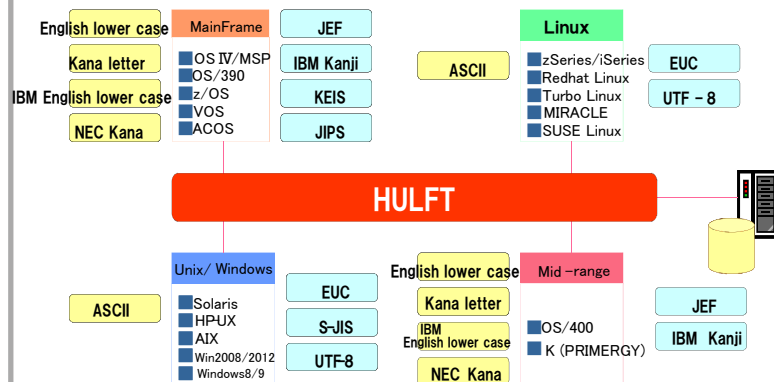 English lower case
Kana letter
IBM English lower case
NEC Kana
MainFrame
OS Ⅳ/MSP
OS/390
z/OS
VOS
ACOS
JEF
IBM Kanji
KEIS
JIPS
ASCII
Linux
zSeries/iSeries
Redhat Linux
Turbo Linux
MIRACLE
SUSE Linux
EUC
UTF - 8
HULFT
ASCII
Unix/ Windows
Solaris
HP-UX
AIX
Win2008/2012
Windows8/9
EUC
S-JIS
UTF-8
English lower case
Kana letter
IBM
English lower case
NEC Kana
Mid -range
OS/400
K (PRIMERGY)
JEF
IBM Kanji